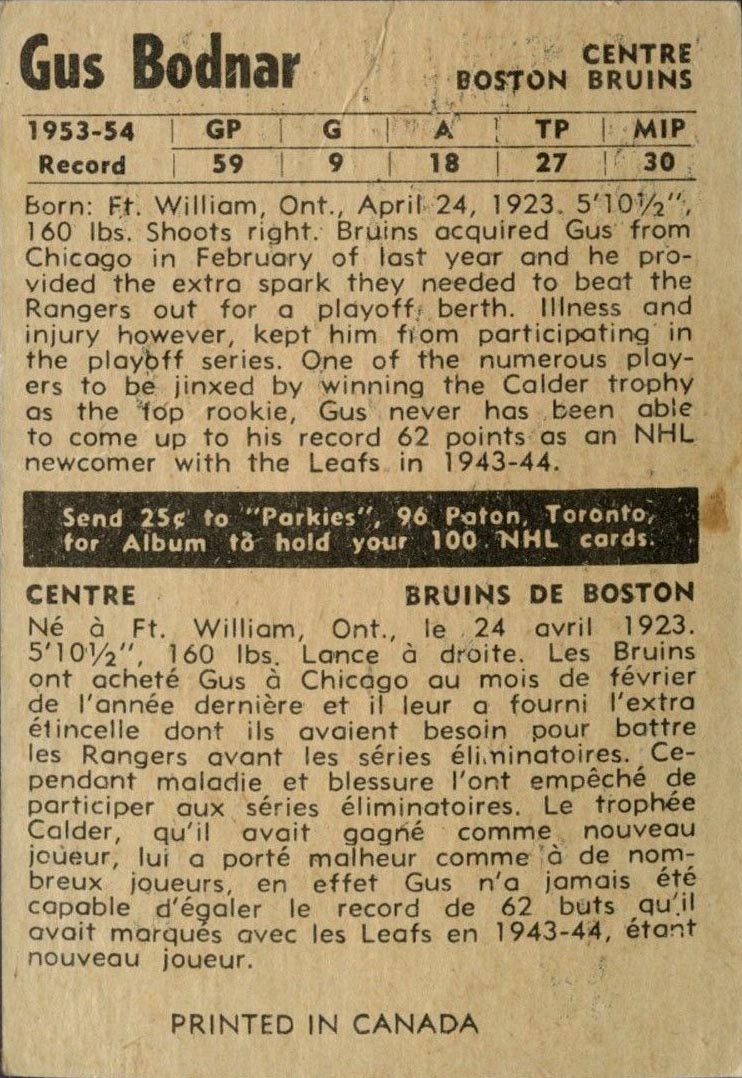 Gus Bodnar
CENTRE
BOSTON BRUINS
1953-54 | GP | G | A | TP | MIP
Record | 59 | 9 | 18 | 27 | 30
Born: Ft. William, Ont., April 24, 1923. 5'10½",
160 lbs. Shoots right. Bruins acquired Gus from
Chicago in February of last year and he pro-
vided the extra spark they needed to beat the
Rangers out for a playoff berth. Illness and
injury however, kept him from participating in
the playoff series. One of the numerous play-
ers to be jinxed by winning the Calder trophy
as the top rookie, Gus never has been able
to come up to his record 62 points as an NHL
newcomer with the Leafs in 1943-44.
Send 25¢ to "Parkies", 96 Paton, Toronto,
for Album to hold your 100 NHL cards.
CENTRE BRUINS DE BOSTON
Né à Ft. William, Ont., le 24 avril 1923.
5'10½", 160 lbs. Lance à droite. Les Bruins
ont acheté Gus à Chicago au mois de février
de l'année dernière et il leur a fourni l'extra
étincelle dont ils avaient besoin pour battre
les Rangers avant les séries éliminatoires. Ce-
pendant maladie et blessure l'ont empêché de
participer aux séries éliminatoires. Le trophée
Calder, qu'il avait gagné comme nouveau
joueur, lui a porté malheur comme à de nom-
breux joueurs, en effet Gus n'a jamais été
capable d'égaler le record de 62 buts qu'il
avait marqués avec les Leafs en 1943-44, étant
nouveau joueur.
PRINTED IN CANADA